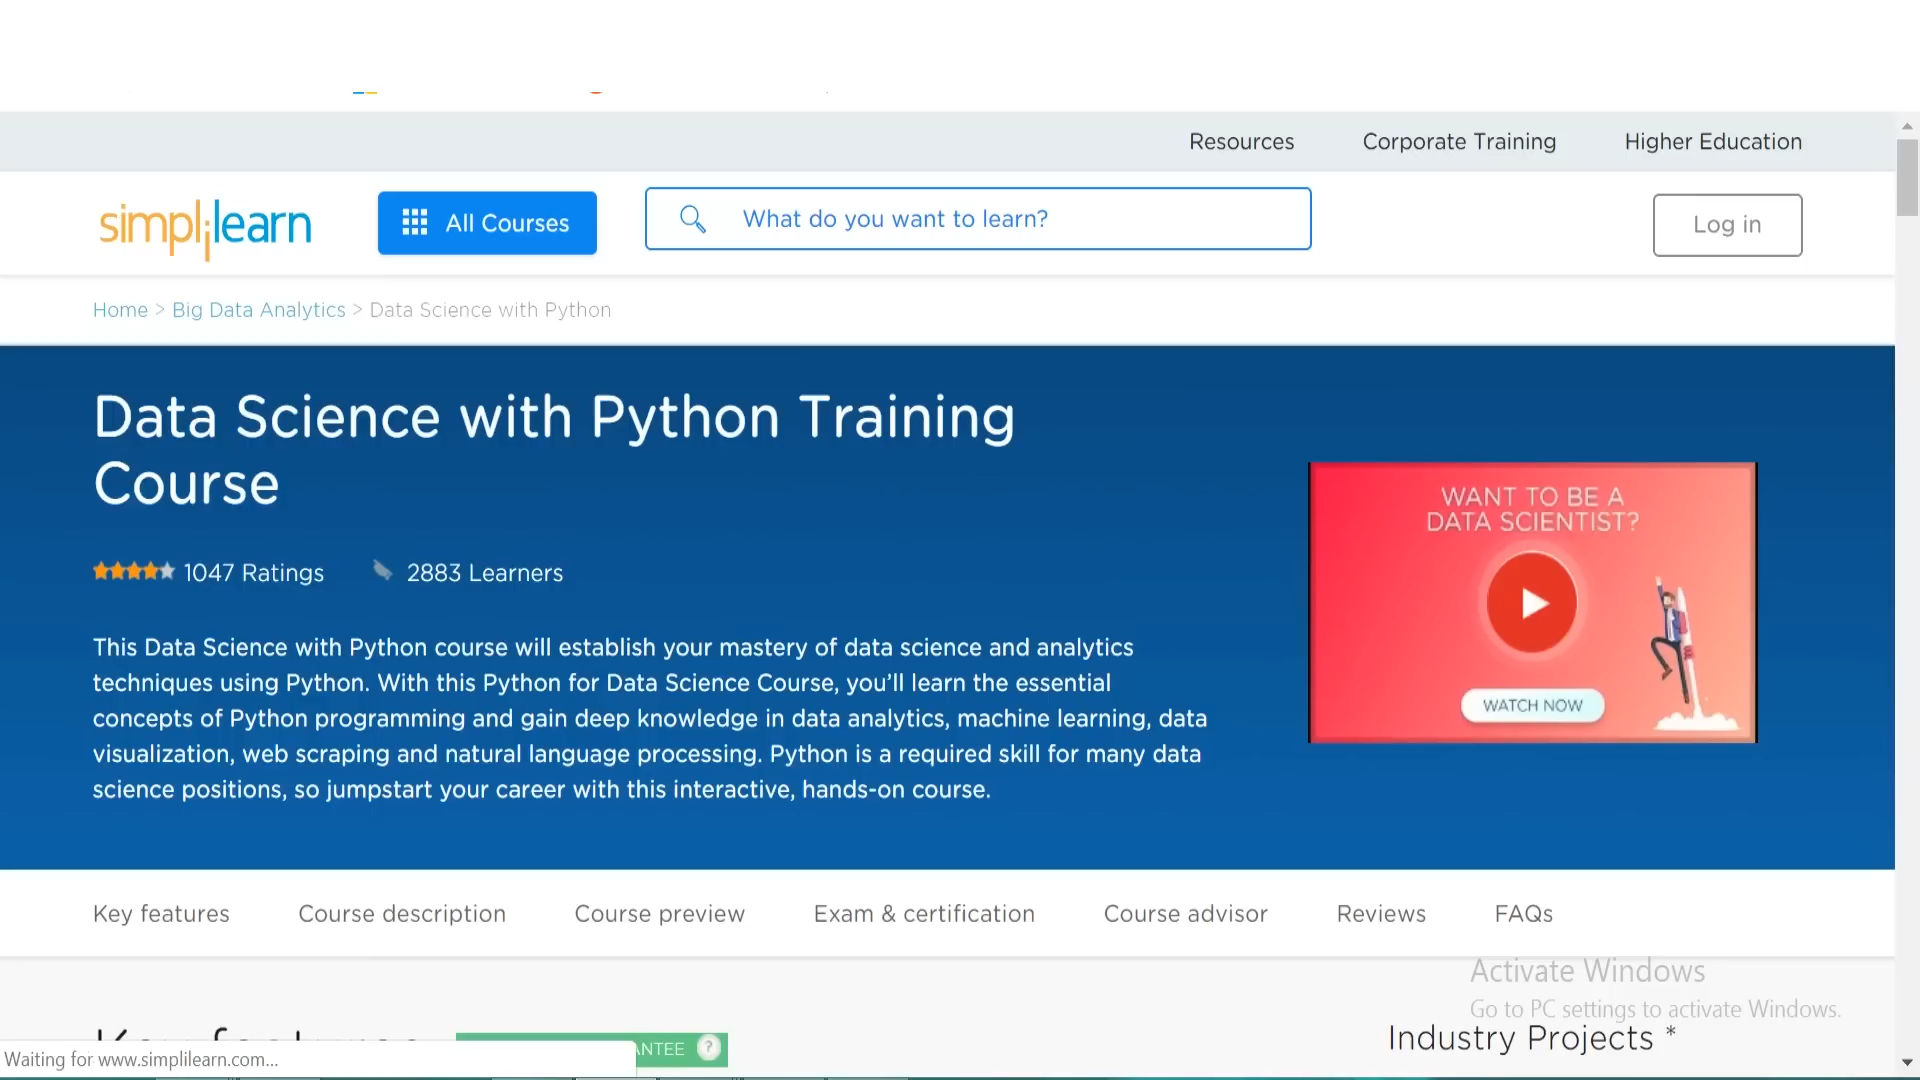 Resources Corporate Training Higher Education
simplilearn All Courses What do you want to learn? Log in
Home > Big Data Analytics > Data Science with Python
Data Science with Python Training
Course
1047 Ratings 2883 Learners
This Data Science with Python course will establish your mastery of data science and analytics
techniques using Python. With this Python for Data Science Course, you’ll learn the essential
concepts of Python programming and gain deep knowledge in data analytics, machine learning, data
visualization, web scraping and natural language processing. Python is a required skill for many data
science positions, so jumpstart your career with this interactive, hands-on course.
WANT TO BE A
DATA SCIENTIST?
WATCH NOW
Key features Course description Course preview Exam & certification Course advisor Reviews FAQs
Activate Windows
Go to PC settings to activate Windows.
Key features
Industry Projects *
Waiting for www.simplilearn.com...